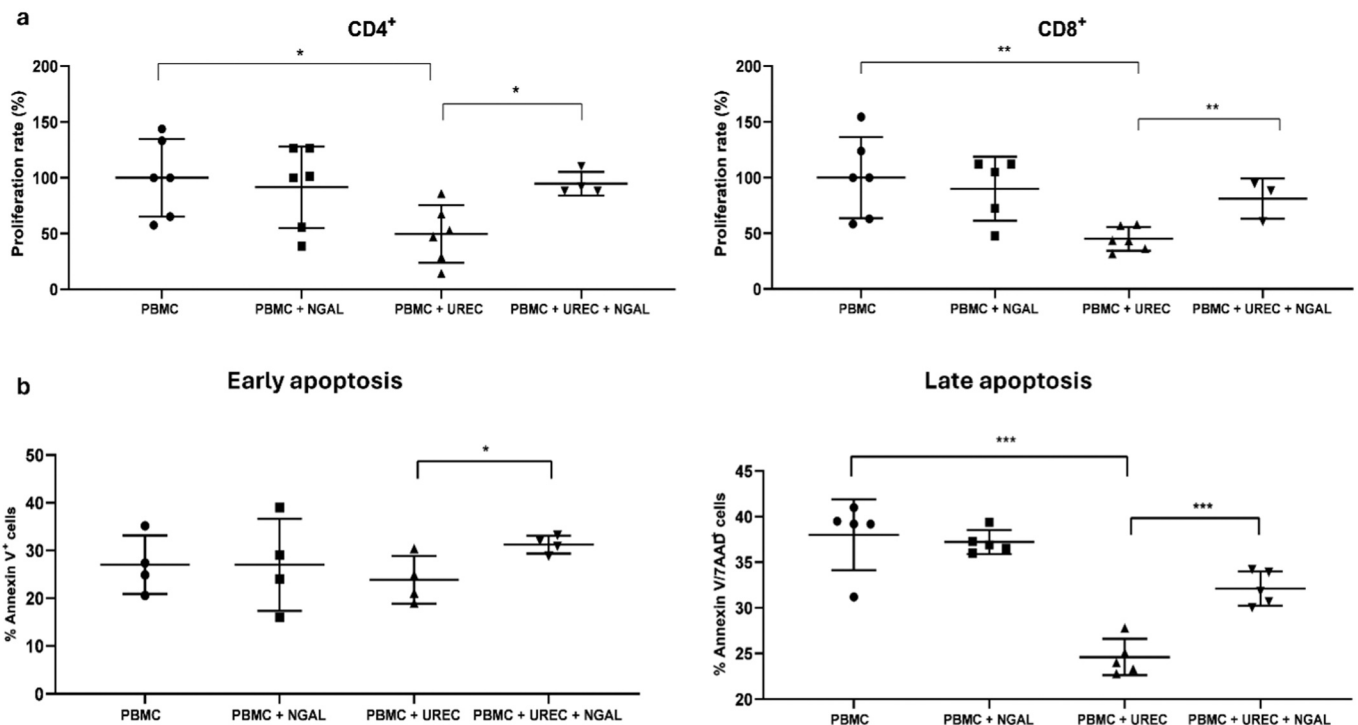 a
CD4+
Proliferation rate (%)
200
150
100
50
0
*
*
PBMC
PBMC + NGAL
PBMC + UREC
PBMC + UREC + NGAL
CD8+
Proliferation rate (%)
200
150
100
50
0
**
**
PBMC
PBMC + NGAL
PBMC + UREC
PBMC + UREC + NGAL
b
Early apoptosis
% Annexin V+ cells
50
40
30
20
10
0
*
PBMC
PBMC + NGAL
PBMC + UREC
PBMC + UREC + NGAL
Late apoptosis
% Annexin V/7AAD cells
45
40
35
30
25
20
***
***
PBMC
PBMC + NGAL
PBMC + UREC
PBMC + UREC + NGAL